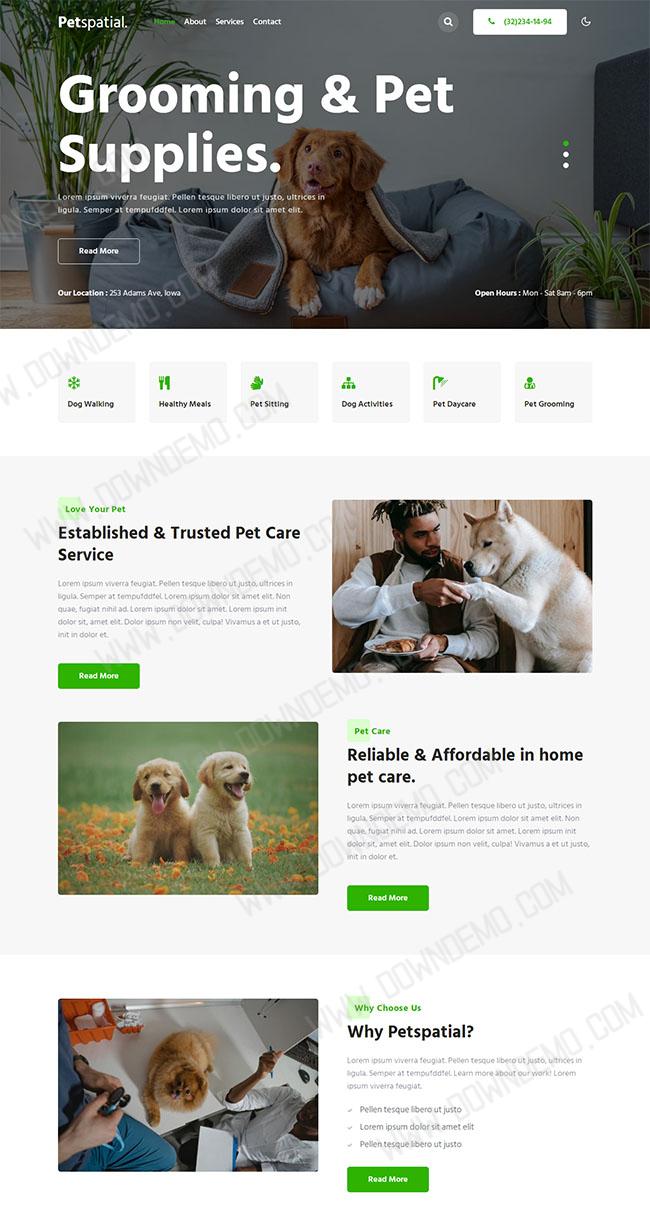 Petspatial.
Home About Services Contact
(32)234-14-94
Grooming & Pet
Supplies.
Lorem ipsum viverra feugiat. Pellen tesque libero ut justo, ultrices in
ligula. Semper at tempufddfel. Lorem ipsum dolor sit amet elit.
Read More
Our Location : 253 Adams Ave, Iowa
Open Hours : Mon - Sat 8am - 6pm
Dog Walking
Healthy Meals
Pet Sitting
Dog Activities
Pet Daycare
Pet Grooming
Love Your Pet
Established & Trusted Pet Care
Service
Lorem ipsum viverra feugiat. Pellen tesque libero ut justo, ultrices in
ligula. Semper at tempufddfel. Lorem ipsum dolor sit amet elit. Non
quae, fugiat nihil ad. Lorem ipsum dolor sit amet. Lorem ipsum dolor
sit, amet elit. Dolor ipsum non velit, culpa! Vivamus a et ut justo,
init in dolor et.
Read More
Pet Care
Reliable & Affordable in home
pet care.
Lorem ipsum viverra feugiat. Pellen tesque libero ut justo, ultrices in
ligula. Semper at tempufddfel. Lorem ipsum dolor sit amet elit. Non
quae, fugiat nihil ad. Lorem ipsum dolor sit amet. Lorem ipsum dolor
sit, amet elit. Dolor ipsum non velit, culpa! Vivamus a et ut justo,
init in dolor et.
Read More
Why Choose Us
Why Petspatial?
Lorem ipsum viverra feugiat. Pellen tesque libero ut justo, ultrices in
ligula. Semper at tempufddfel. Learn more about our work! Lorem
ipsum viverra feugiat.
Pellen tesque libero ut justo
Lorem ipsum dolor sit amet elit
Pellen tesque libero ut justo
Read More
WWW.DOWNDEMO.COM